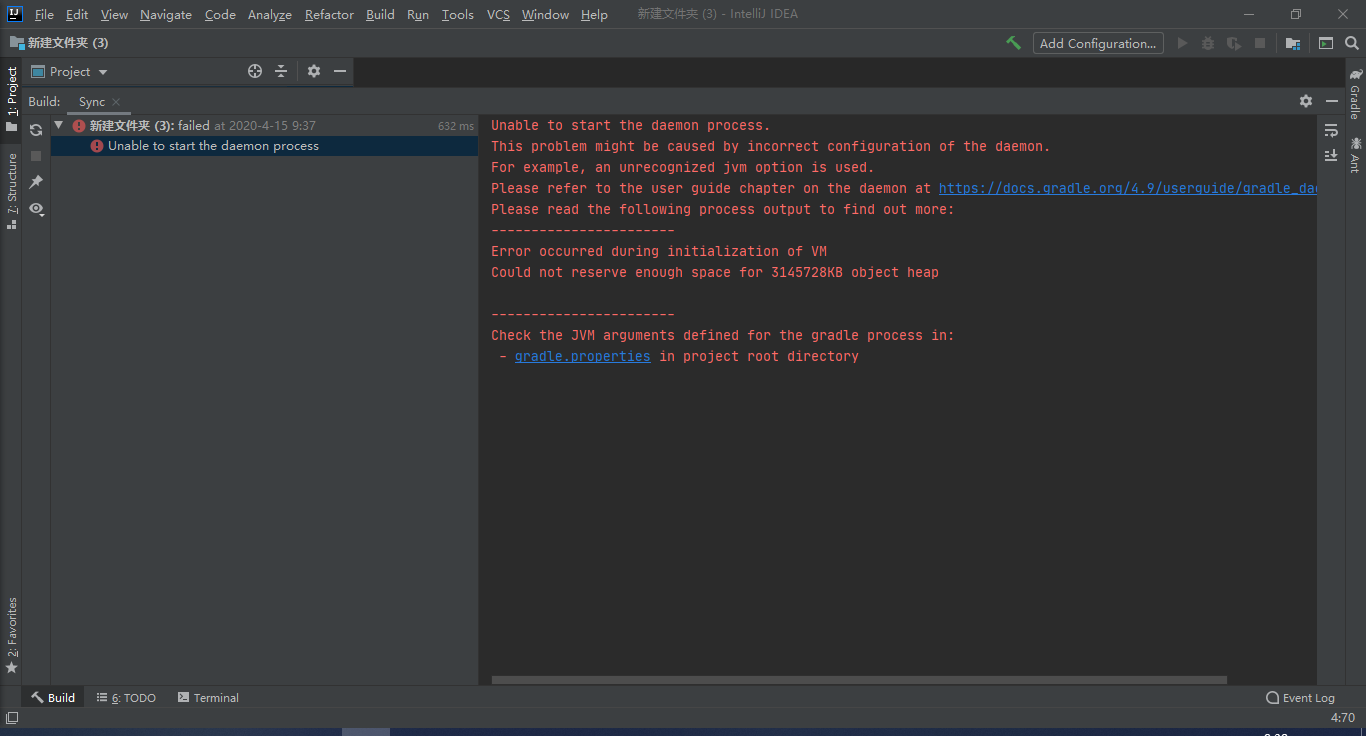 File Edit View Navigate Code Analyze Refactor Build Run Tools VCS Window Help 新建文件夹 (3) - IntelliJ IDEA
新建文件夹 (3) Add Configuration...
1: Project
Project
Build: Sync
新建文件夹 (3): failed at 2020-4-15 9:37 632 ms
Unable to start the daemon process
Unable to start the daemon process.
This problem might be caused by incorrect configuration of the daemon.
For example, an unrecognized jvm option is used.
Please refer to the user guide chapter on the daemon at https://docs.gradle.org/4.9/userguide/gradle_dae
Please read the following process output to find out more:
-----------------------
Error occurred during initialization of VM
Could not reserve enough space for 3145728KB object heap
-----------------------
Check the JVM arguments defined for the gradle process in:
- gradle.properties in project root directory
7: Structure
2: Favorites
Gradle
Ant
Build 6: TODO Terminal Event Log
4:70